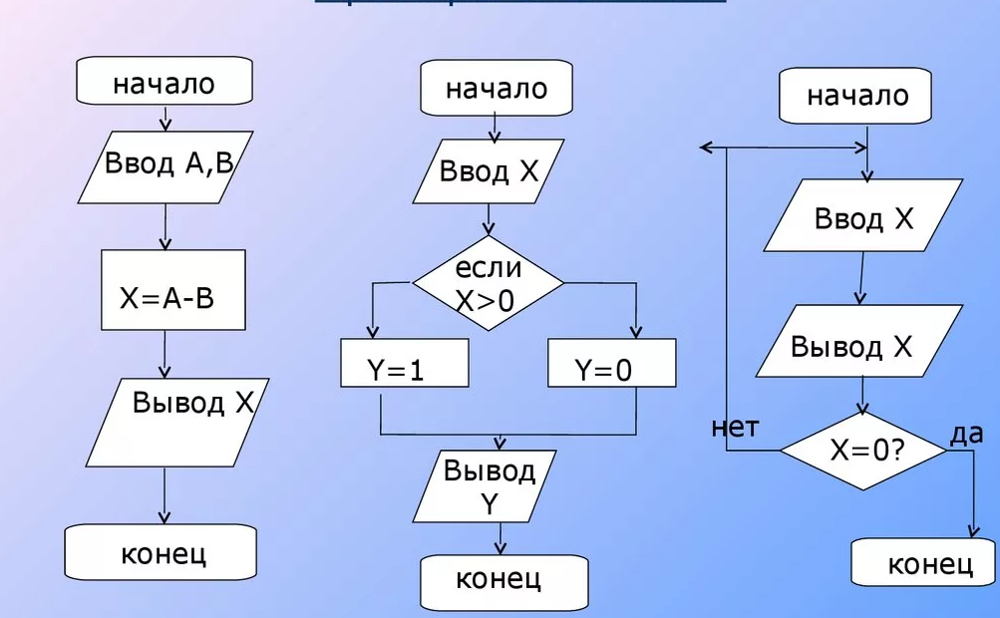 начало
Ввод А,В
X=A-B
Вывод X
конец
начало
Ввод X
если
X>0
Y=1
Y=0
Вывод
Y
конец
начало
Ввод X
Вывод X
нет
X=0?
да
конец